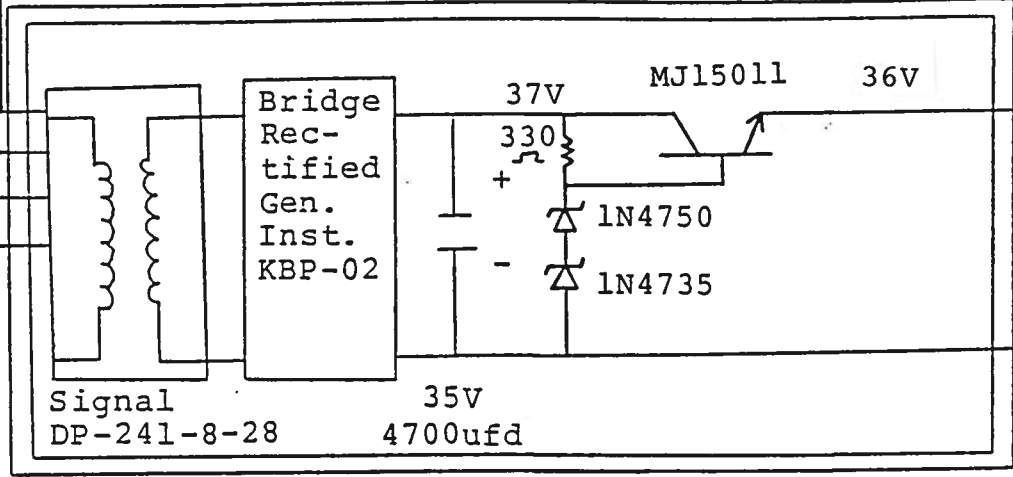 MJ15011
36V
37V
330
+
-
Bridge
Rec-
tified
Gen.
Inst.
KBP-02
1N4750
1N4735
Signal
DP-241-8-28
35V
4700ufd